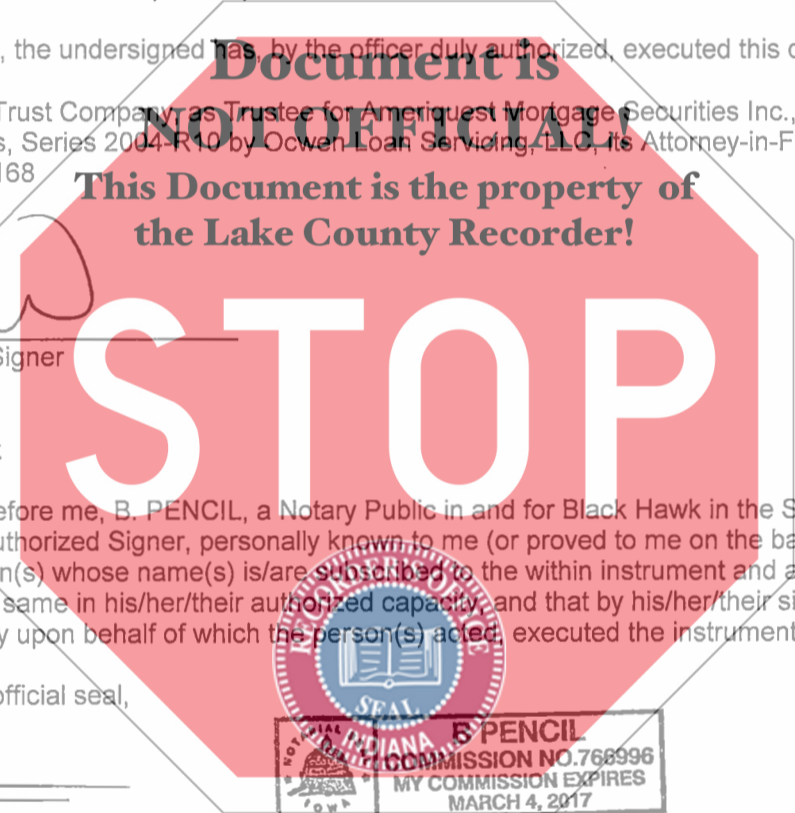 , the undersigned has, by the officer duly authorized, executed this
Document is
Trust Company, as Trustee for Ameriquest Mortgage Securities Inc.,
NOT OFFICIAL!
s, Series 2004-R10 by Ocwen Loan Servicing, LLC, its Attorney-in-F
168
This Document is the property of
the Lake County Recorder!
STOP
Signer
efore me, B. PENCIL, a Notary Public in and for Black Hawk in the S
uthorized Signer, personally known to me (or proved to me on the ba
n(s) whose name(s) is/are subscribed to the within instrument and a
same in his/her/their authorized capacity, and that by his/her/their si
y upon behalf of which the person(s) acted, executed the instrument
RECORDER'S OFFICE
SEAL
INDIANA
official seal,
NOTARIAL
IOWA
B PENCIL
COMMISSION NO.766996
MY COMMISSION EXPIRES
MARCH 4, 2017